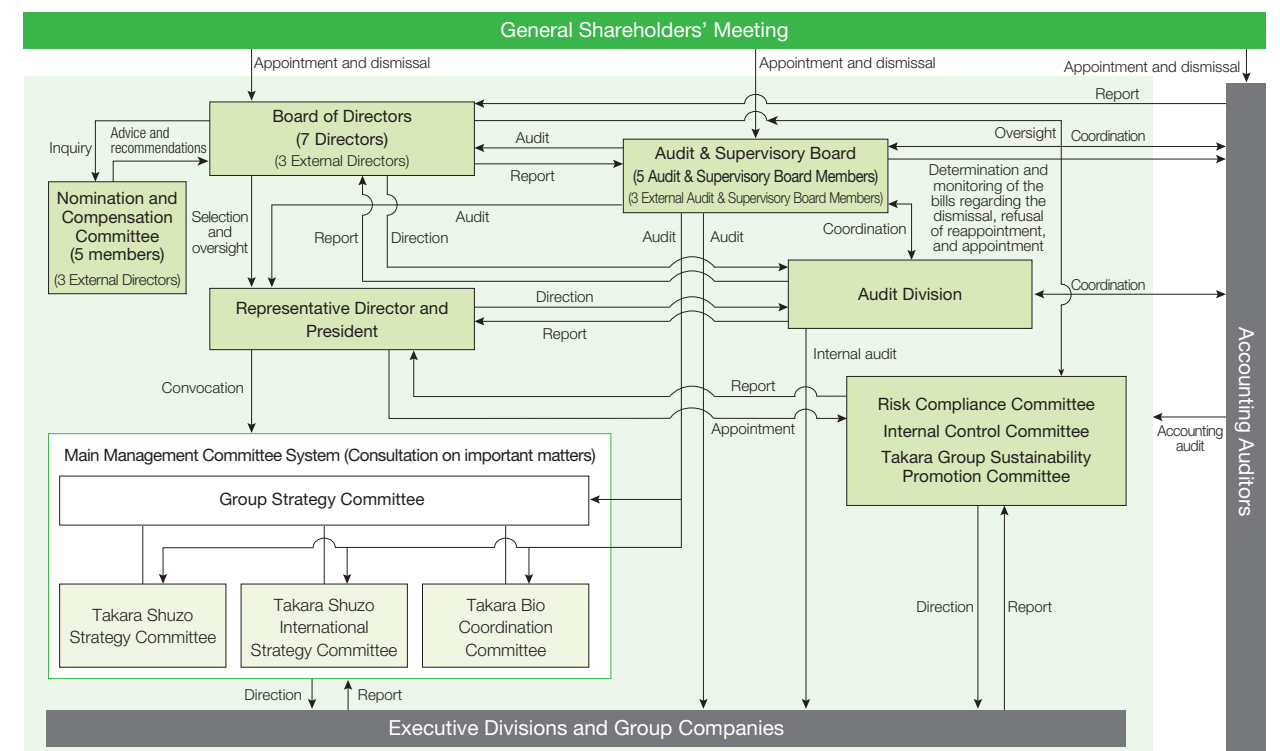 General Shareholders' Meeting
Appointment and dismissal
Appointment and dismissal
Appointment and dismissal
Report
Board of Directors
(7 Directors)
(3 External Directors)
Inquiry
Advice and
recommendations
Audit
Report
Audit & Supervisory Board
(5 Audit & Supervisory Board Members)
(3 External Audit & Supervisory Board Members)
Oversight
Coordination
Nomination and
Compensation
Committee
(5 members)
(3 External Directors)
Selection
and
oversight
Report
Direction
Audit
Audit
Audit
Coordination
Determination and
monitoring of the
bills regarding the
dismissal, refusal
of reappointment,
and appointment
Audit Division
Coordination
Representative Director and
President
Direction
Report
Internal audit
Convocation
Report
Appointment
Risk Compliance Committee
Internal Control Committee
Takara Group Sustainability
Promotion Committee
Accounting
audit
Accounting Auditors
Main Management Committee System (Consultation on important matters)
Group Strategy Committee
Takara Shuzo
Strategy Committee
Takara Shuzo
International
Strategy Committee
Takara Bio
Coordination
Committee
Direction
Report
Direction
Report
Executive Divisions and Group Companies